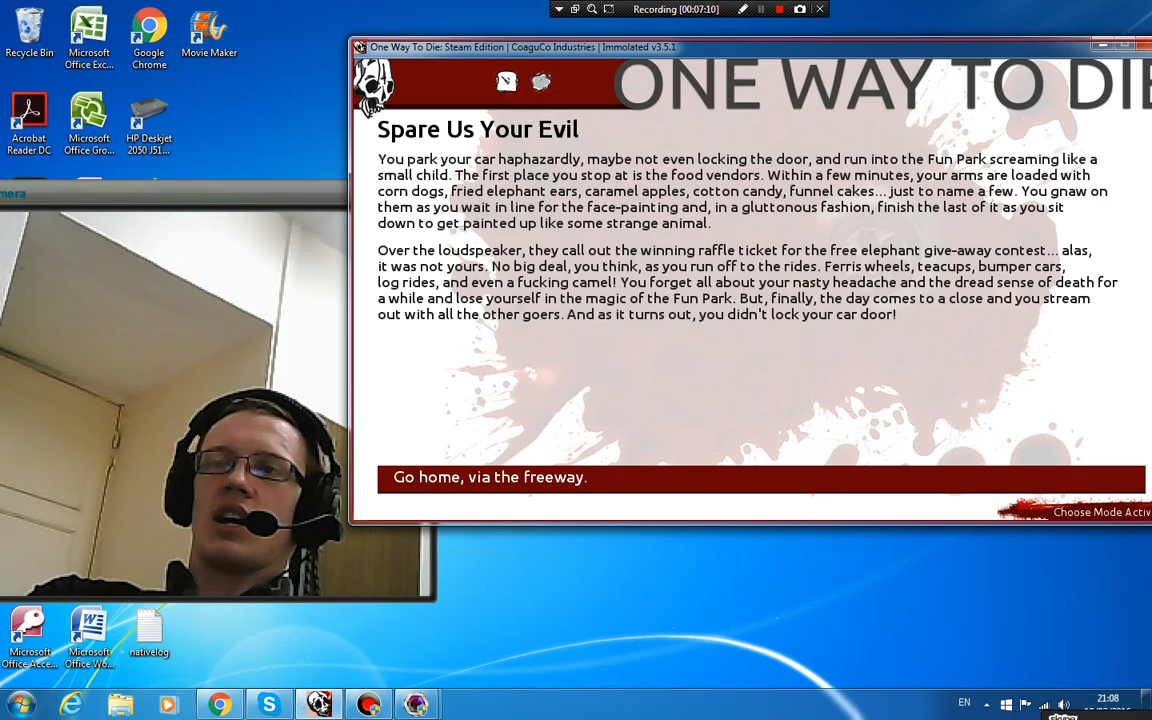 Recording [00:07:10]
Recycle Bin
Microsoft Office Exc...
Google Chrome
Movie Maker
Acrobat Reader DC
Microsoft Office Gro...
HP Deskjet 2050 J51...
mera
One Way To Die: Steam Edition | CoaguCo Industries | Immolated v3.5.1
ONE WAY TO DIE
Spare Us Your Evil
You park your car haphazardly, maybe not even locking the door, and run into the Fun Park screaming like a
small child. The first place you stop at is the food vendors. Within a few minutes, your arms are loaded with
corn dogs, fried elephant ears, caramel apples, cotton candy, funnel cakes... just to name a few. You gnaw on
them as you wait in line for the face-painting and, in a gluttonous fashion, finish the last of it as you sit
down to get painted up like some strange animal.
Over the loudspeaker, they call out the winning raffle ticket for the free elephant give-away contest... alas,
it was not yours. No big deal, you think, as you run off to the rides. Ferris wheels, teacups, bumper cars,
log rides, and even a fucking camel! You forget all about your nasty headache and the dread sense of death for
a while and lose yourself in the magic of the Fun Park. But, finally, the day comes to a close and you stream
out with all the other goers. And as it turns out, you didn't lock your car door!
Go home, via the freeway.
Choose Mode Activ
Microsoft Office Acce...
Microsoft Office Wo...
nativelog
EN
21:08